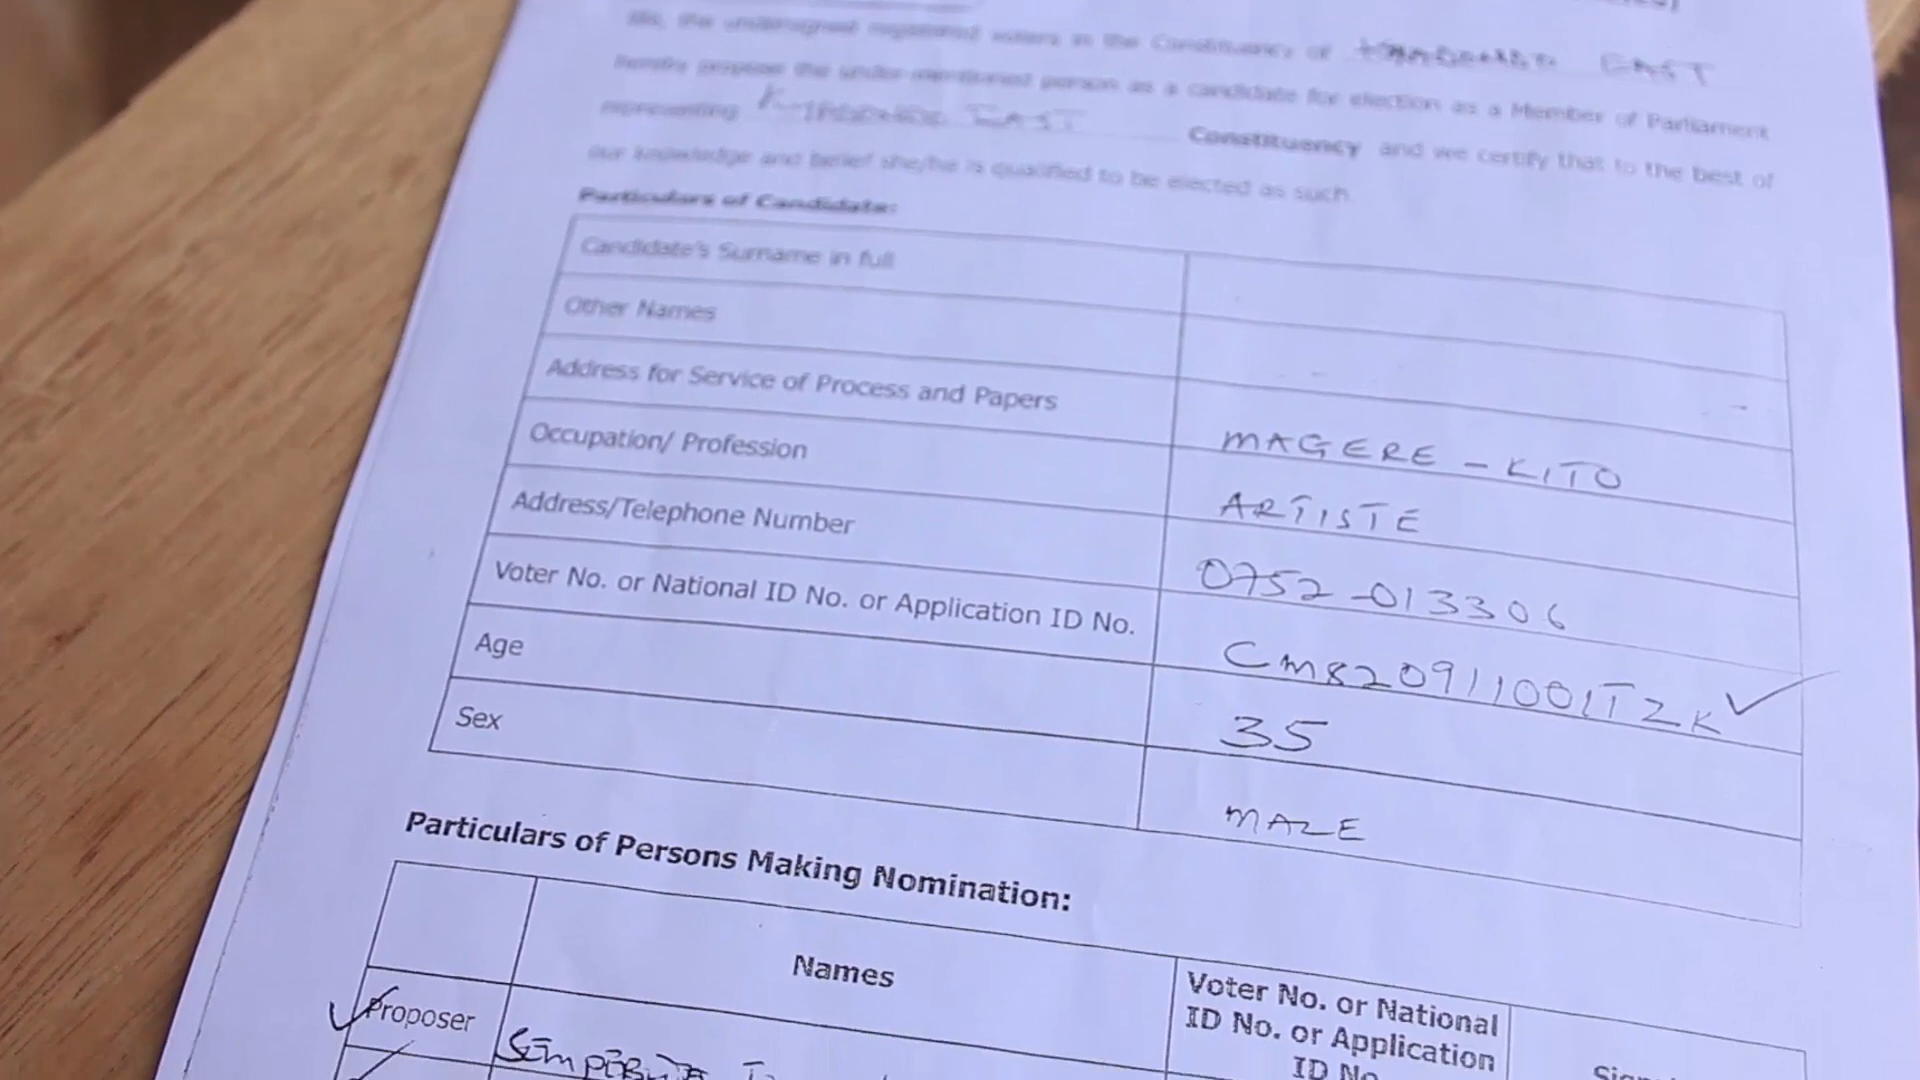 We, the undersigned registered voters in the Constituency of EAST
hereby propose the under-mentioned person as a candidate for election as a Member of Parliament
representing EAST Constituency and we certify that to the best of
our knowledge and belief she/he is qualified to be elected as such.
Particulars of Candidate:
Candidate's Surname in full
Other Names
Address for Service of Process and Papers MAGERE - KITO
Occupation/ Profession ARTISTE
Address/Telephone Number 0752-013306
Voter No. or National ID No. or Application ID No. CM820911001TZK
Age 35
Sex MALE
Particulars of Persons Making Nomination:
Names
Voter No. or National
ID No. or Application
ID No.
Proposer